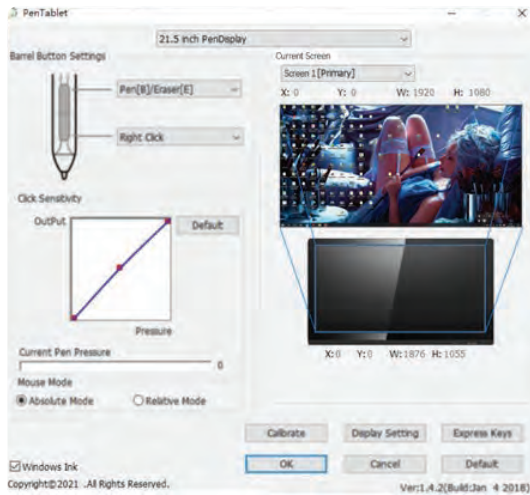 PenTablet
21.5 inch PenDisplay
Barrel Button Settings
Pen[B]/Eraser[E]
Right Click
Click Sensitivity
OutPut
Default
Pressure
Current Pen Pressure
0
Mouse Mode
Absolute Mode
Relative Mode
Current Screen
Screen 1[Primary]
X: 0 Y: 0 W: 1920 H: 1080
X:0 Y:0 W:1876 H:1055
Calibrate Display Setting Express Keys
Windows Ink
OK Cancel Default
Copyright©2021 .All Rights Reserved.
Ver:1.4.2(Build:Jan 4 2018)